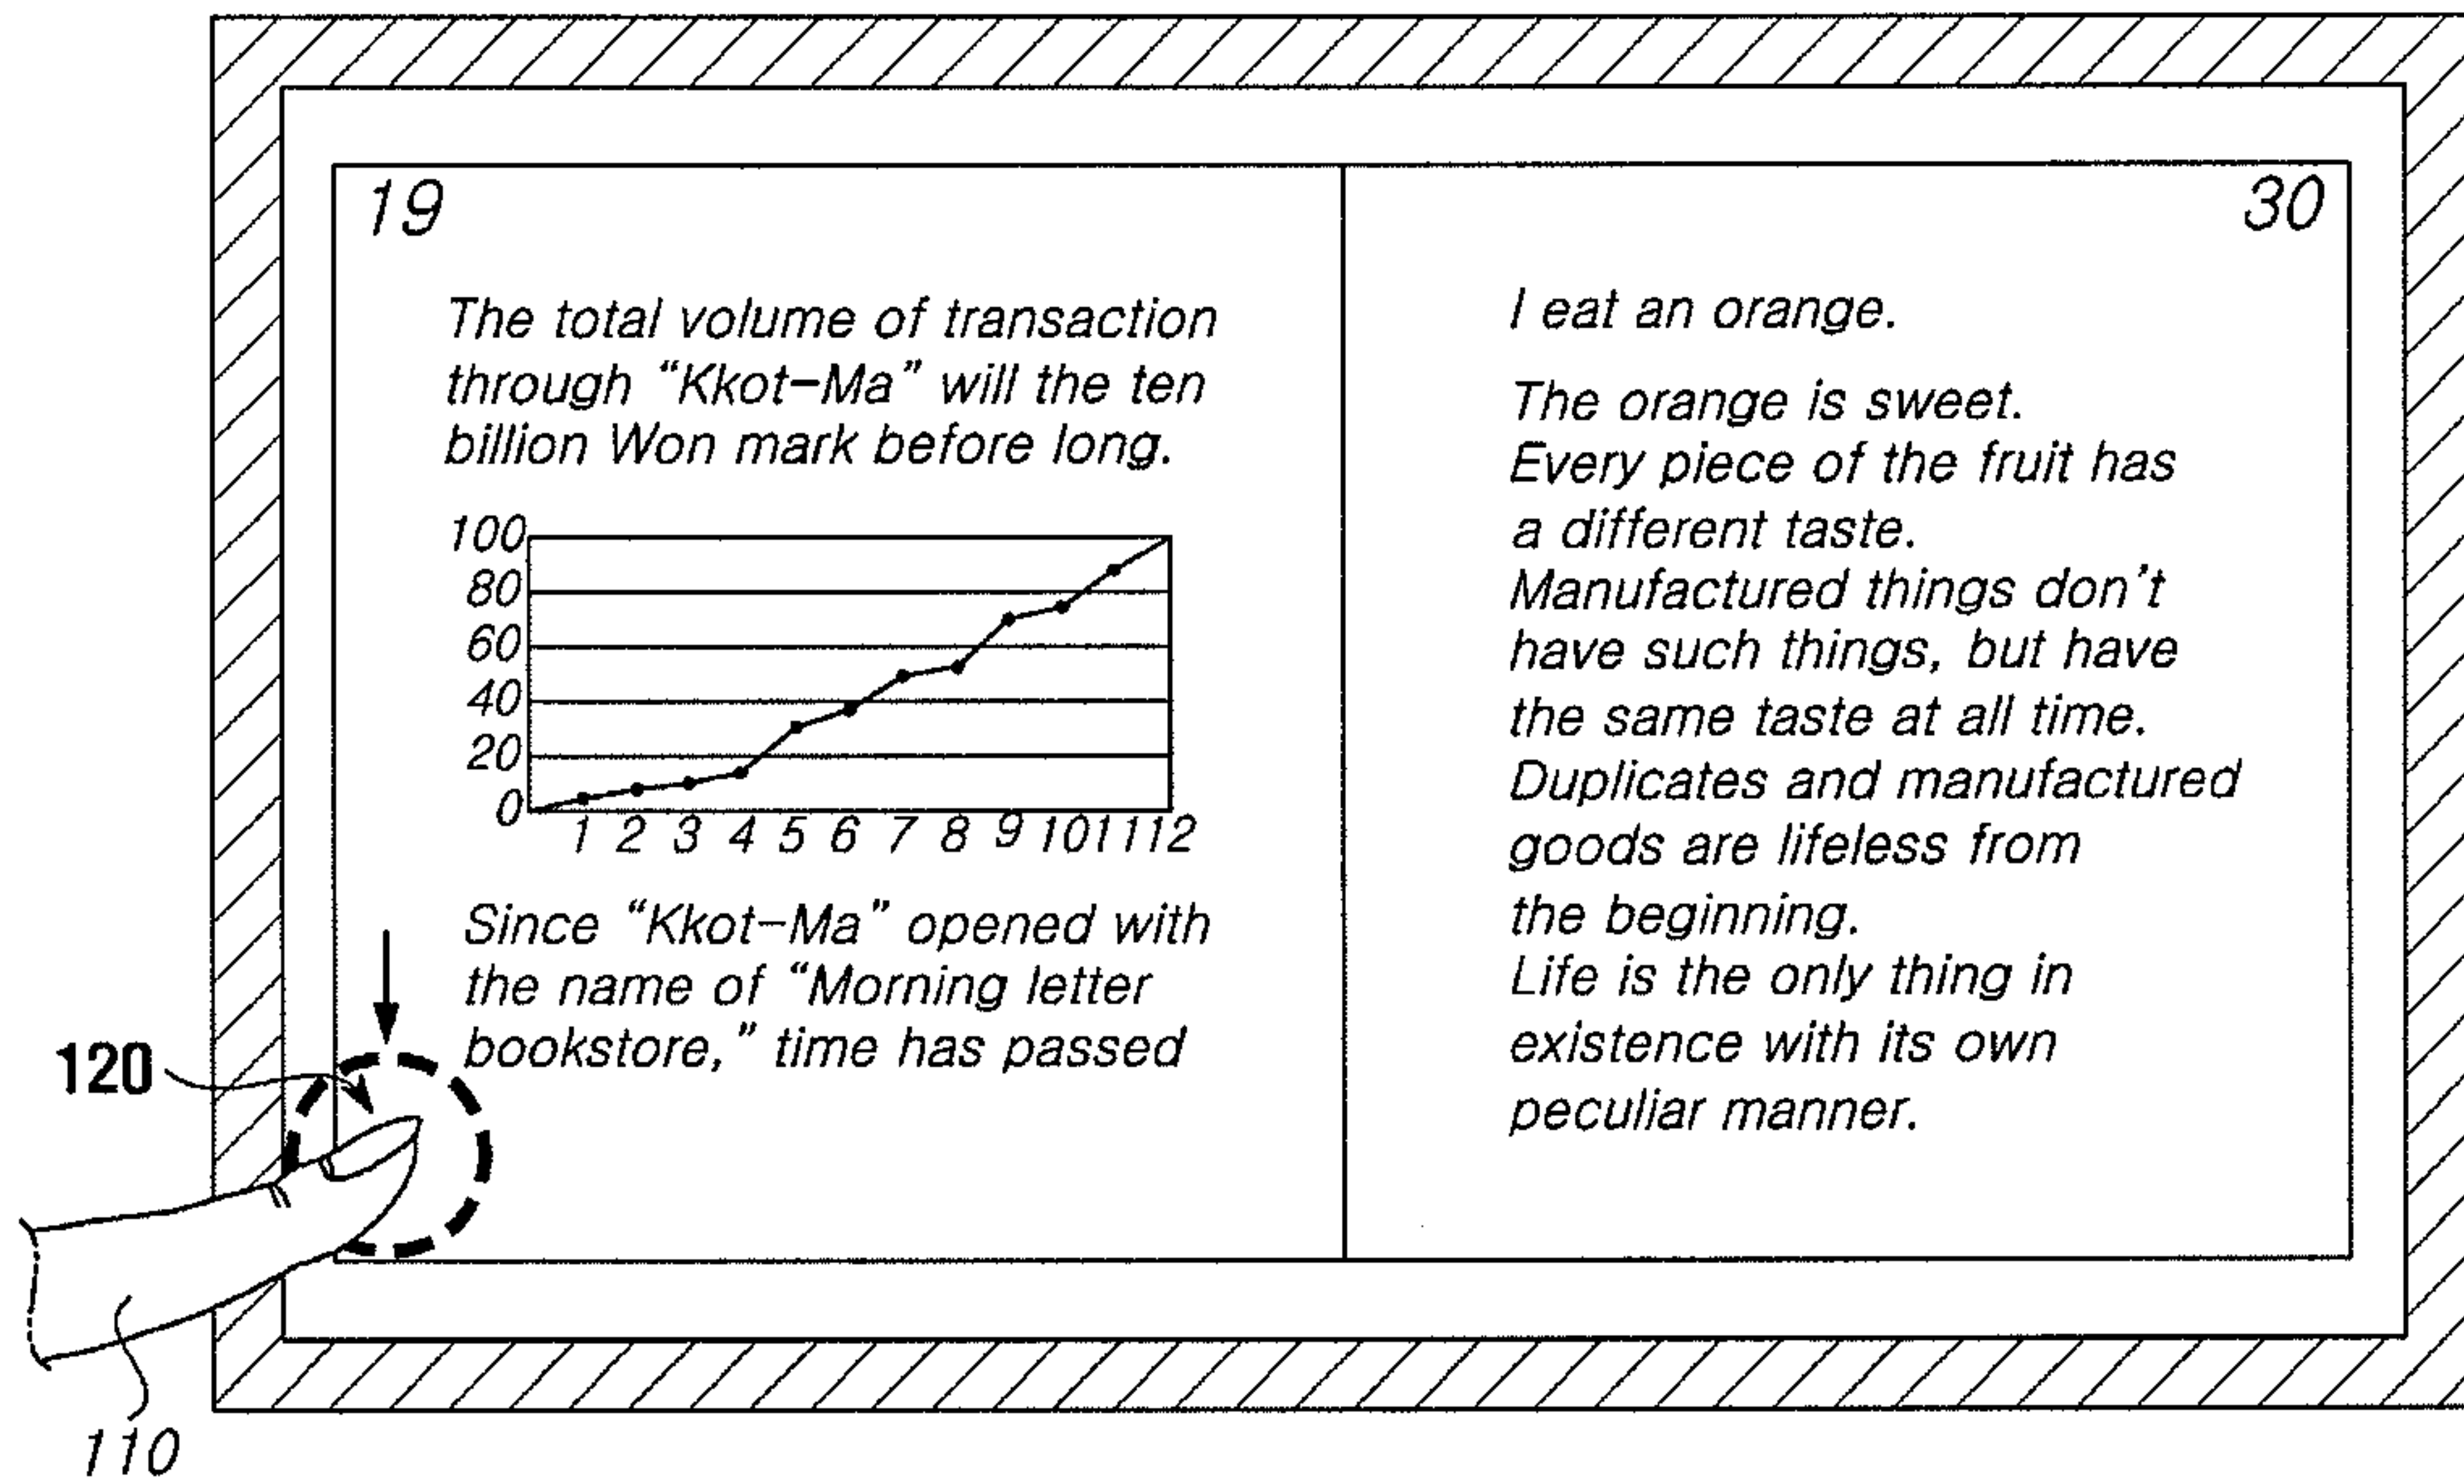 19
The total volume of transaction
through “Kkot-Ma” will the ten
billion Won mark before long.
100
80
60
40
20
0
1 2 3 4 5 6 7 8 9 10 11 12
Since “Kkot-Ma” opened with
the name of “Morning letter
bookstore,” time has passed
30
I eat an orange.
The orange is sweet.
Every piece of the fruit has
a different taste.
Manufactured things don't
have such things, but have
the same taste at all time.
Duplicates and manufactured
goods are lifeless from
the beginning.
Life is the only thing in
existence with its own
peculiar manner.
120
110